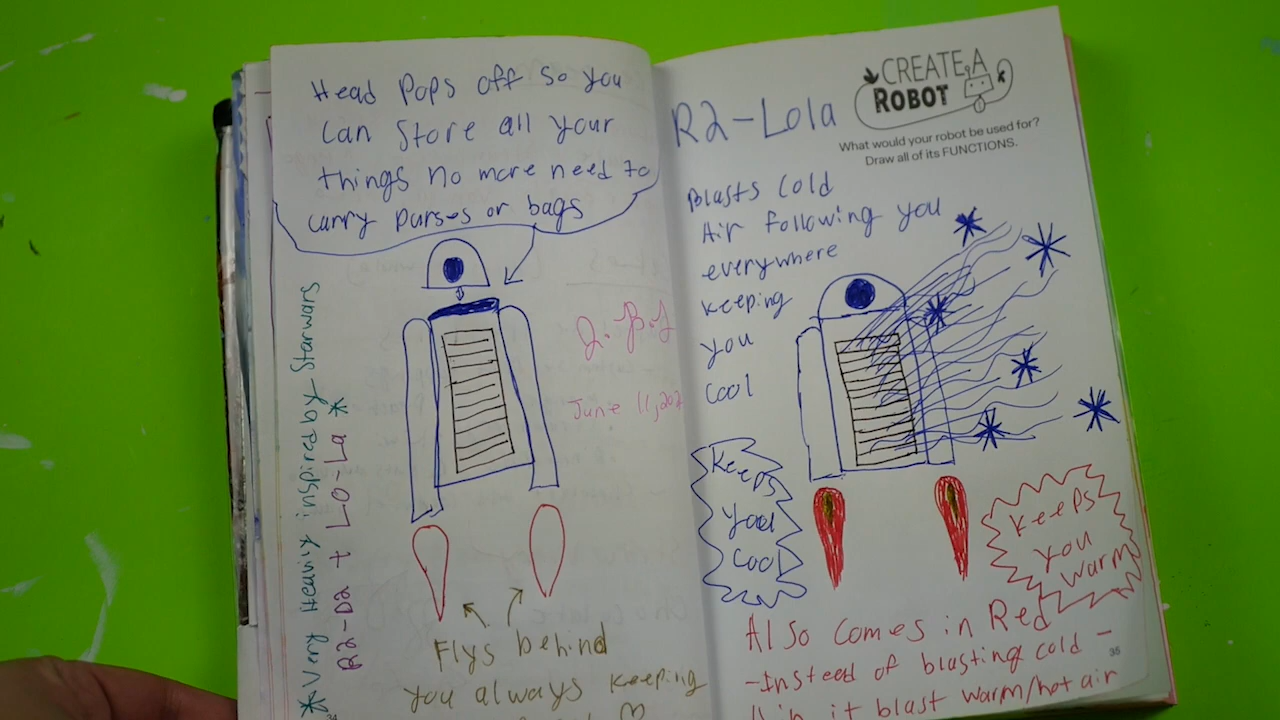 Head Pops off so you
can store all your
things no more need to
carry purses or bags
*Very Heavily inspired by Starwars
R2-D2 + LO-LA *
J.B.J
June 11, 202
Flys behind
you always keeping
R2-Lola
CREATE A
ROBOT
What would your robot be used for?
Draw all of its FUNCTIONS.
Blasts Cold
Air following you
everywhere
keeping
you
cool
Keeps
you
cool
Keeps
you
warm
Also comes in Red
-Instead of blasting cold -
Air it blast warm/hot air
35